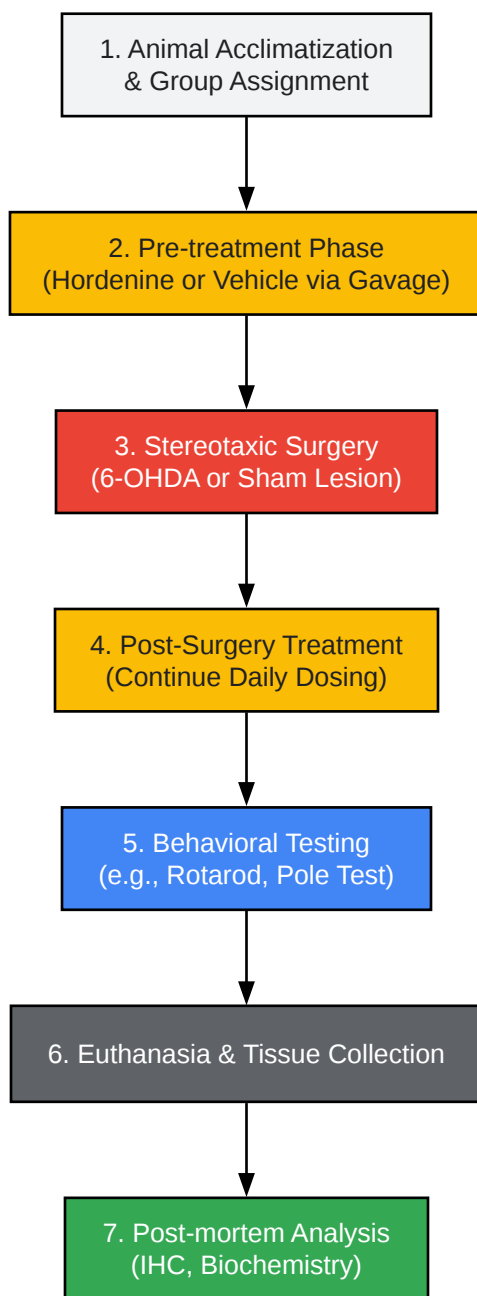 1. Animal Acclimatization
& Group Assignment
2. Pre-treatment Phase
(Hordenine or Vehicle via Gavage)
3. Stereotaxic Surgery
(6-OHDA or Sham Lesion)
4. Post-Surgery Treatment
(Continue Daily Dosing)
5. Behavioral Testing
(e.g., Rotarod, Pole Test)
6. Euthanasia & Tissue Collection
7. Post-mortem Analysis
(IHC, Biochemistry)